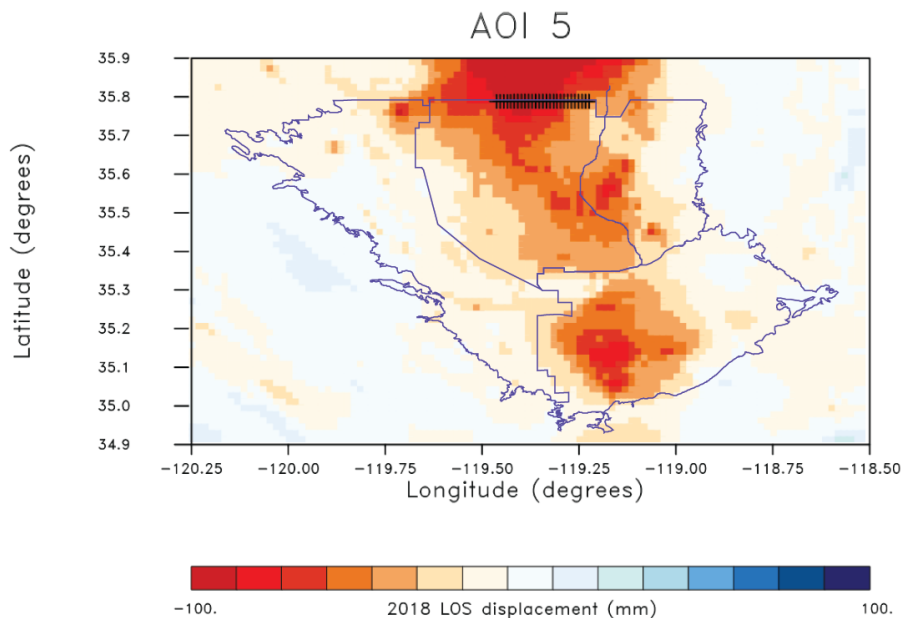 AOI 5
35.9
35.8
35.7
35.6
35.5
35.4
35.3
35.2
35.1
35.0
34.9
Latitude (degrees)
-120.25 -120.00 -119.75 -119.50 -119.25 -119.00 -118.75 -118.50
Longitude (degrees)
-100. 2018 LOS displacement (mm) 100.